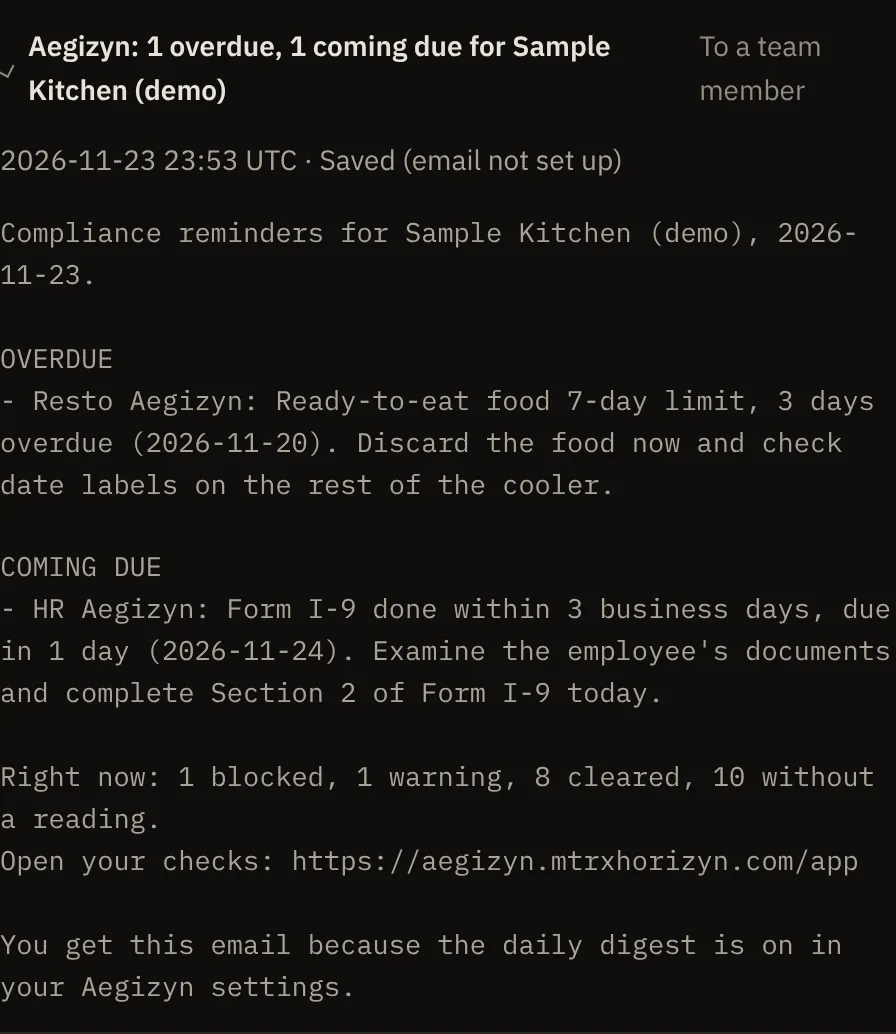 Aegizyn: 1 overdue, 1 coming due for Sample
Kitchen (demo)
To a team
member
2026-11-23 23:53 UTC · Saved (email not set up)
Compliance reminders for Sample Kitchen (demo), 2026-
11-23.
OVERDUE
- Resto Aegizyn: Ready-to-eat food 7-day limit, 3 days
overdue (2026-11-20). Discard the food now and check
date labels on the rest of the cooler.
COMING DUE
- HR Aegizyn: Form I-9 done within 3 business days, due
in 1 day (2026-11-24). Examine the employee's documents
and complete Section 2 of Form I-9 today.
Right now: 1 blocked, 1 warning, 8 cleared, 10 without
a reading.
Open your checks: https://aegizyn.mtrxhorizyn.com/app
You get this email because the daily digest is on in
your Aegizyn settings.